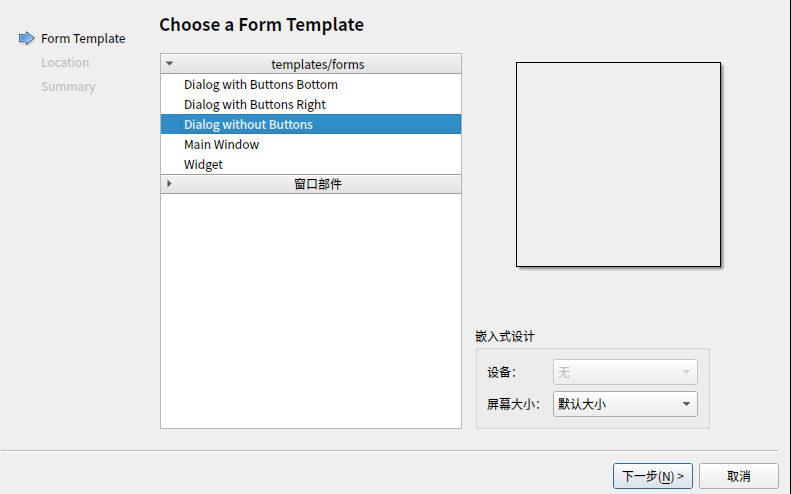 Choose a Form Template
Form Template
Location
Summary
templates/forms
Dialog with Buttons Bottom
Dialog with Buttons Right
Dialog without Buttons
Main Window
Widget
窗口部件
嵌入式设计
设备： 无
屏幕大小： 默认大小
下一步(N) > 取消